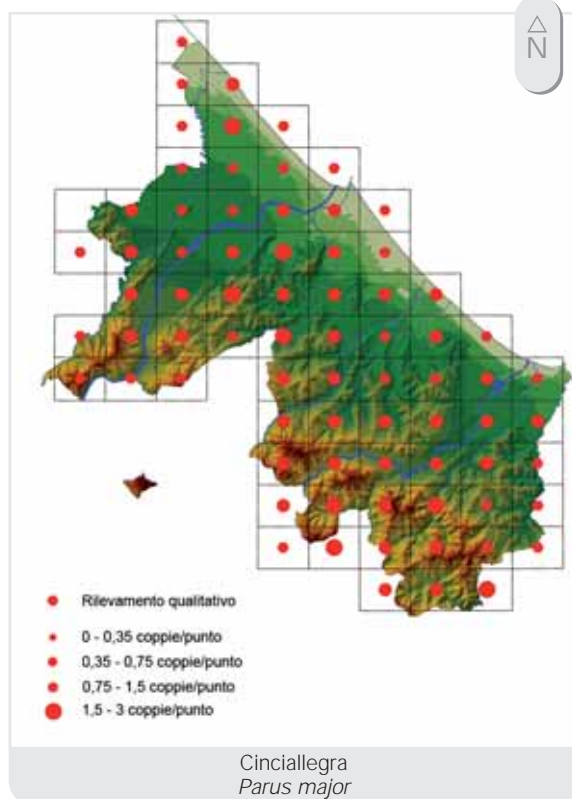 N
Rilevamento qualitativo
0 - 0,35 coppie/punto
0,35 - 0,75 coppie/punto
0,75 - 1,5 coppie/punto
1,5 - 3 coppie/punto
Cinciallegra
Parus major